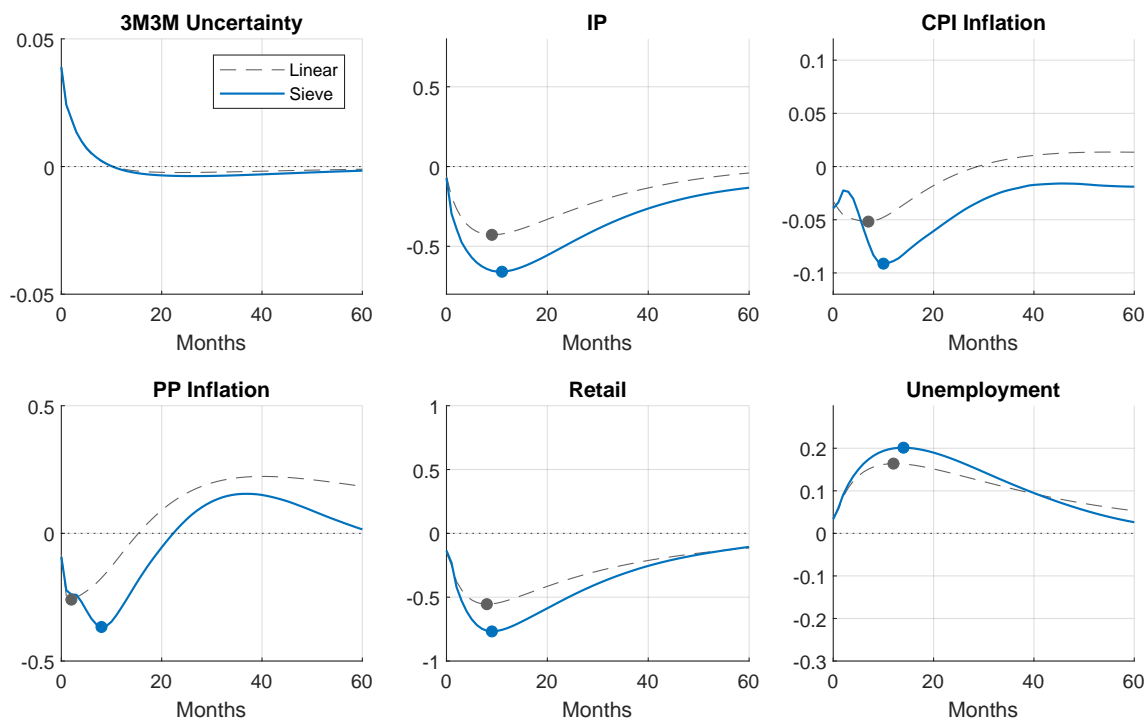 3M3M Uncertainty
0.05
0
-0.05
Linear
Sieve
0 20 40 60
Months
IP
0.5
0
-0.5
0 20 40 60
Months
CPI Inflation
0.1
0.05
0
-0.05
-0.1
0 20 40 60
Months
PP Inflation
0.5
0
-0.5
0 20 40 60
Months
Retail
1
0.5
0
-0.5
-1
0 20 40 60
Months
Unemployment
0.2
0.1
0
-0.1
-0.2
-0.3
0 20 40 60
Months